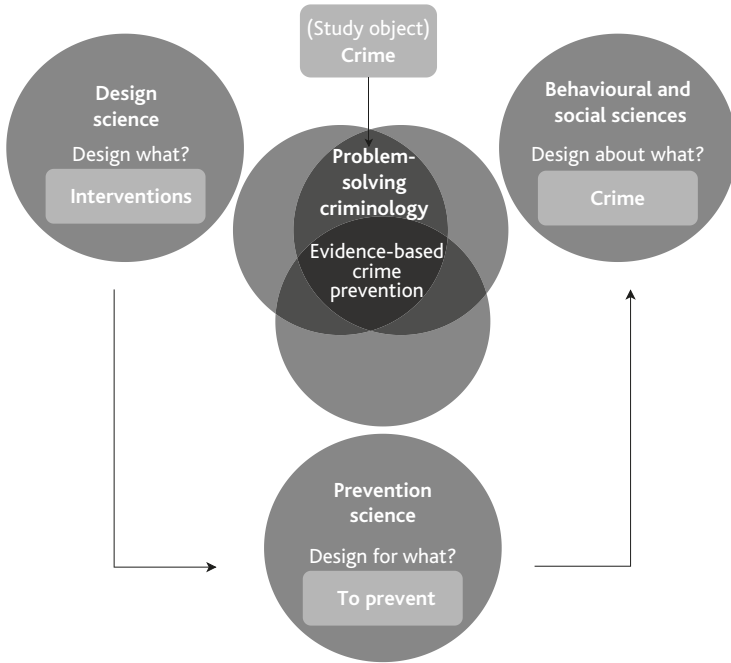 (Study object)
Crime
Design
science
Design what?
Interventions
Problem-
solving
criminology
Evidence-based
crime
prevention
Behavioural and
social sciences
Design about what?
Crime
Prevention
science
Design for what?
To prevent